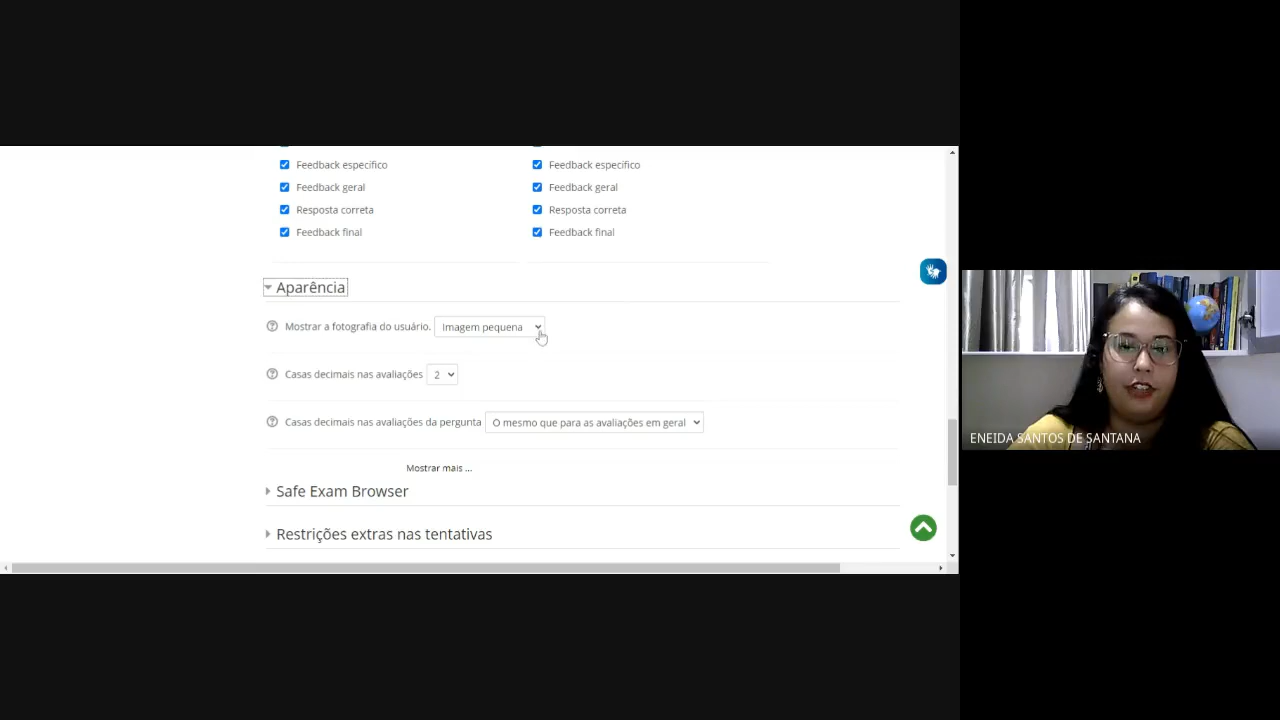 Feedback específico
Feedback específico
Feedback geral
Feedback geral
Resposta correta
Resposta correta
Feedback final
Feedback final
Aparência
Mostrar a fotografia do usuário.
Imagem pequena
Casas decimais nas avaliações
2
Casas decimais nas avaliações da pergunta
O mesmo que para as avaliações em geral
Mostrar mais ...
Safe Exam Browser
Restrições extras nas tentativas
ENEIDA SANTOS DE SANTANA